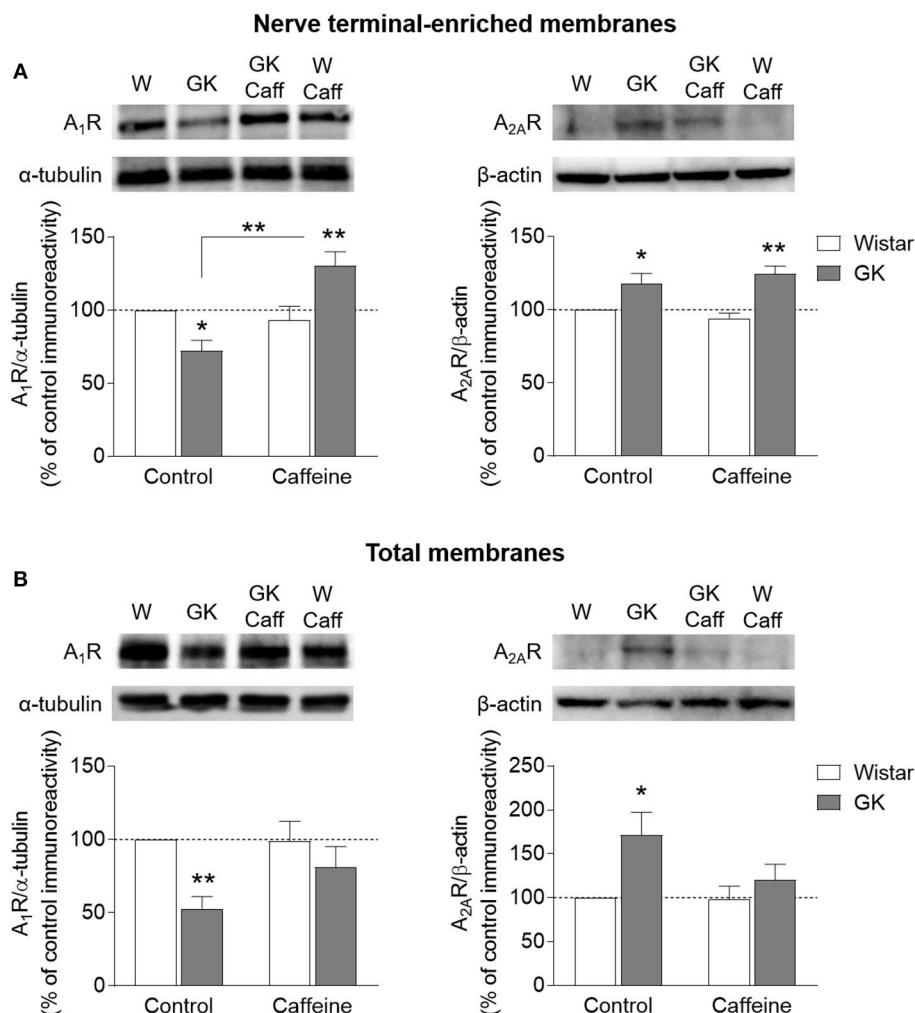 Nerve terminal-enriched membranes
A
W GK GK Caff W Caff
A₁R
α-tubulin
A₁R/α-tubulin
(% of control immunoreactivity)
150
100
50
0
** **
*
Control Caffeine
W GK GK Caff W Caff
A₂AR
β-actin
A₂AR/β-actin
(% of control immunoreactivity)
150
100
50
0
* **
Control Caffeine
Wistar
GK
Total membranes
B
W GK GK Caff W Caff
A₁R
α-tubulin
A₁R/α-tubulin
(% of control immunoreactivity)
150
100
50
0
**
Control Caffeine
W GK GK Caff W Caff
A₂AR
β-actin
A₂AR/β-actin
(% of control immunoreactivity)
250
200
150
100
50
0
*
Control Caffeine
Wistar
GK